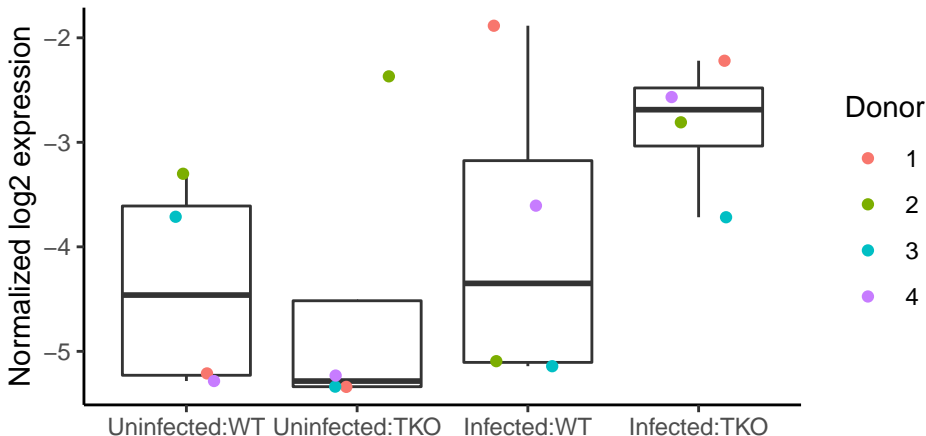 Normalized log2 expression
−2
−3
−4
−5
Uninfected:WT
Uninfected:TKO
Infected:WT
Infected:TKO
Donor
1
2
3
4